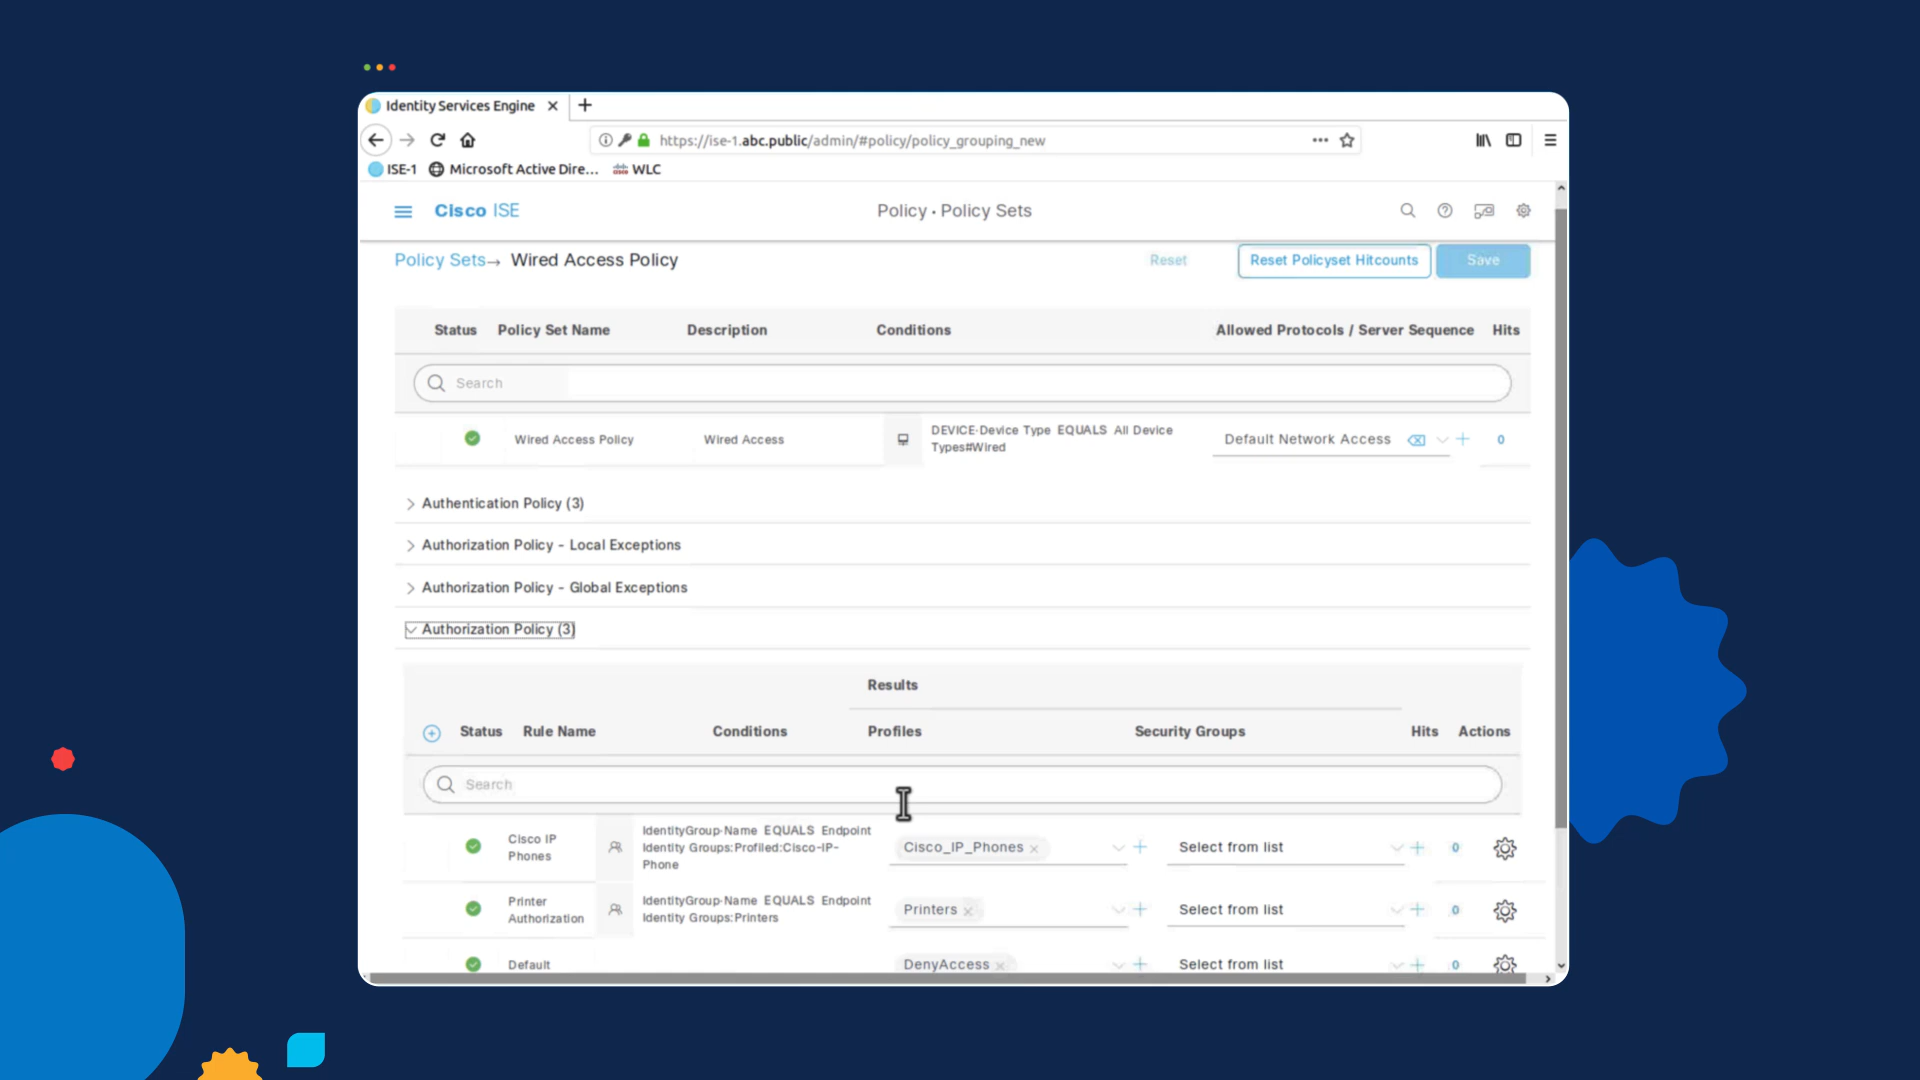 Identity Services Engine
https://ise-1.abc.public/admin/#policy/policy_grouping_new
ISE-1 Microsoft Active Dire... WLC
Cisco ISE Policy · Policy Sets
Policy Sets→ Wired Access Policy Reset Reset Policyset Hitcounts Save
Status Policy Set Name Description Conditions Allowed Protocols / Server Sequence Hits
Search
Wired Access Policy Wired Access DEVICE·Device Type EQUALS All Device Types#Wired Default Network Access 0
Authentication Policy (3)
Authorization Policy - Local Exceptions
Authorization Policy - Global Exceptions
Authorization Policy (3)
Results
Status Rule Name Conditions Profiles Security Groups Hits Actions
Search
Cisco IP Phones IdentityGroup·Name EQUALS Endpoint Identity Groups:Profiled:Cisco-IP-Phone Cisco_IP_Phones Select from list 0
Printer Authorization IdentityGroup·Name EQUALS Endpoint Identity Groups:Printers Printers Select from list 0
Default DenyAccess Select from list 0